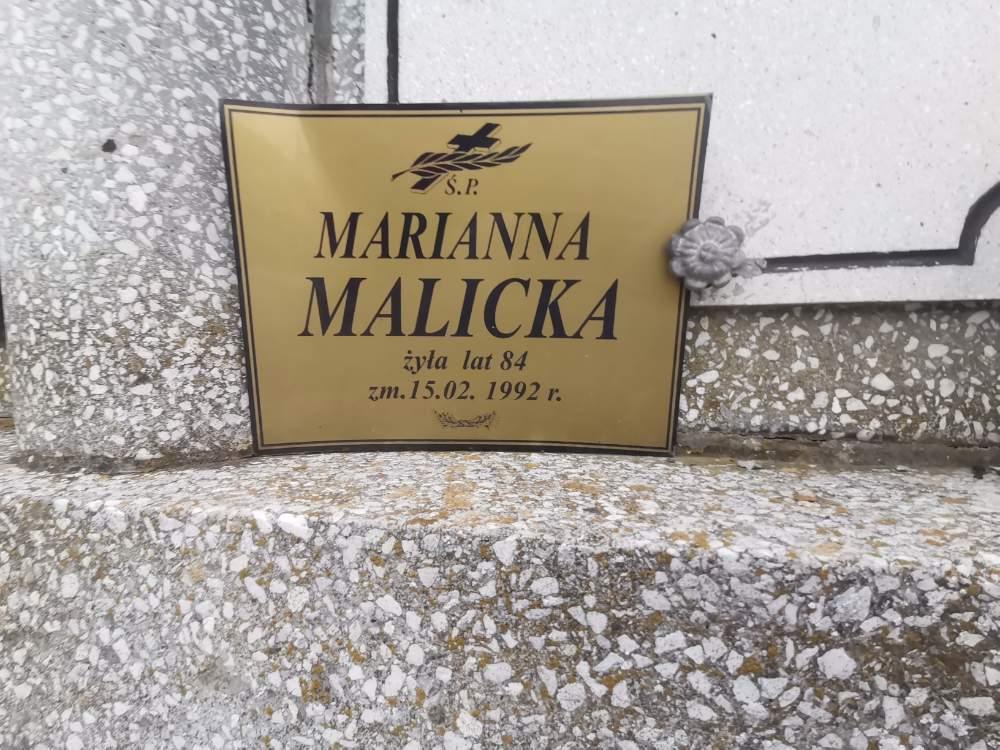 Ś.P.
MARIANNA
MALICKA
żyła lat 84
zm.15.02. 1992 r.